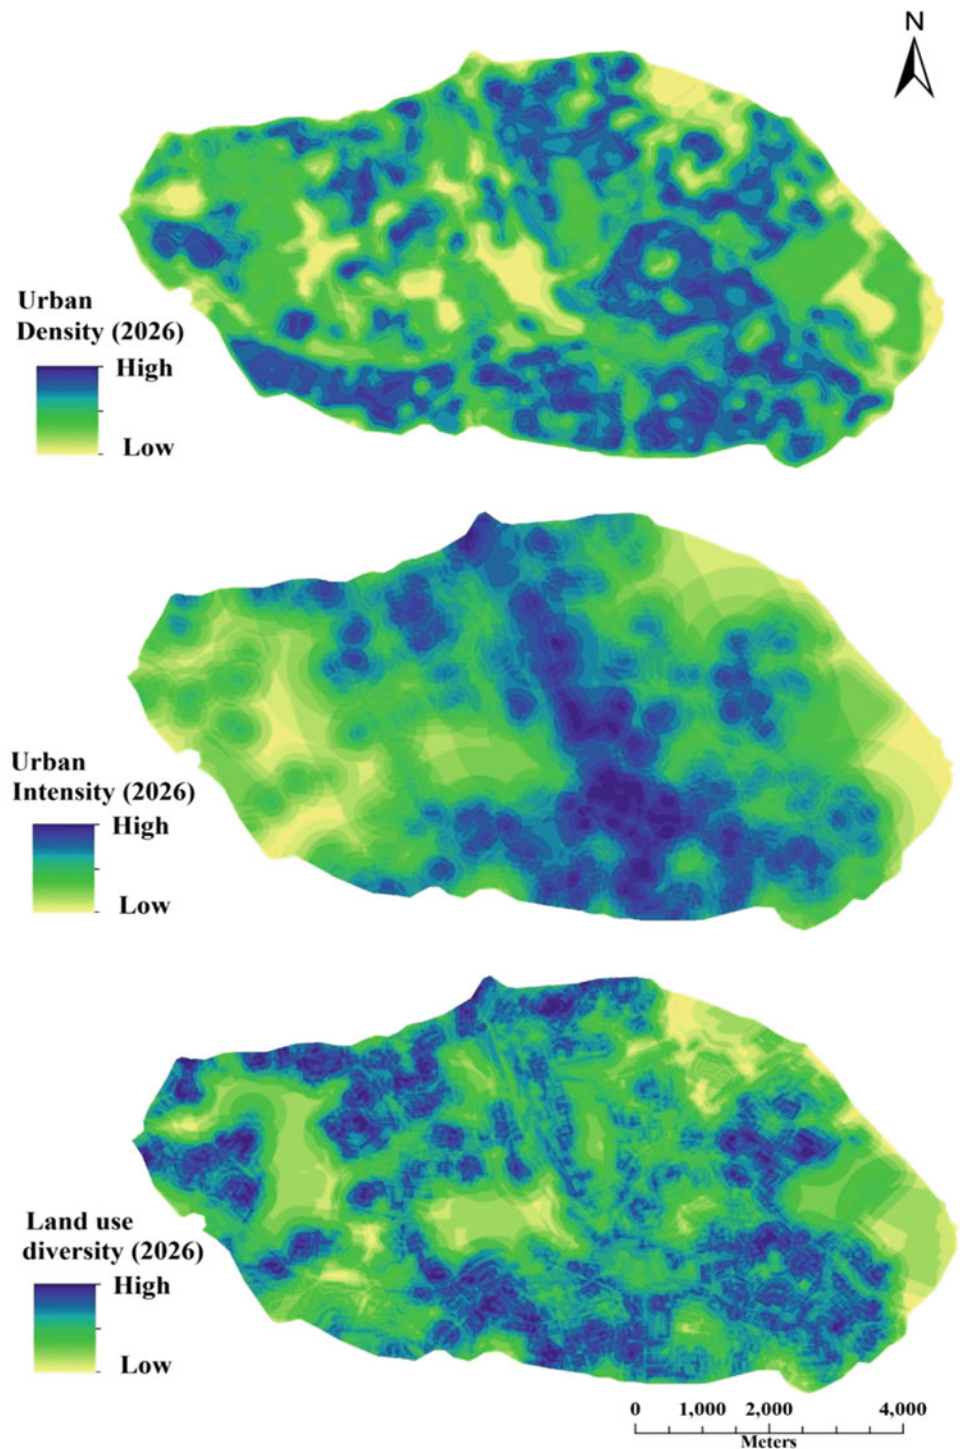 N
Urban
Density (2026)
High
Low
Urban
Intensity (2026)
High
Low
Land use
diversity (2026)
High
Low
0 1,000 2,000 4,000
Meters